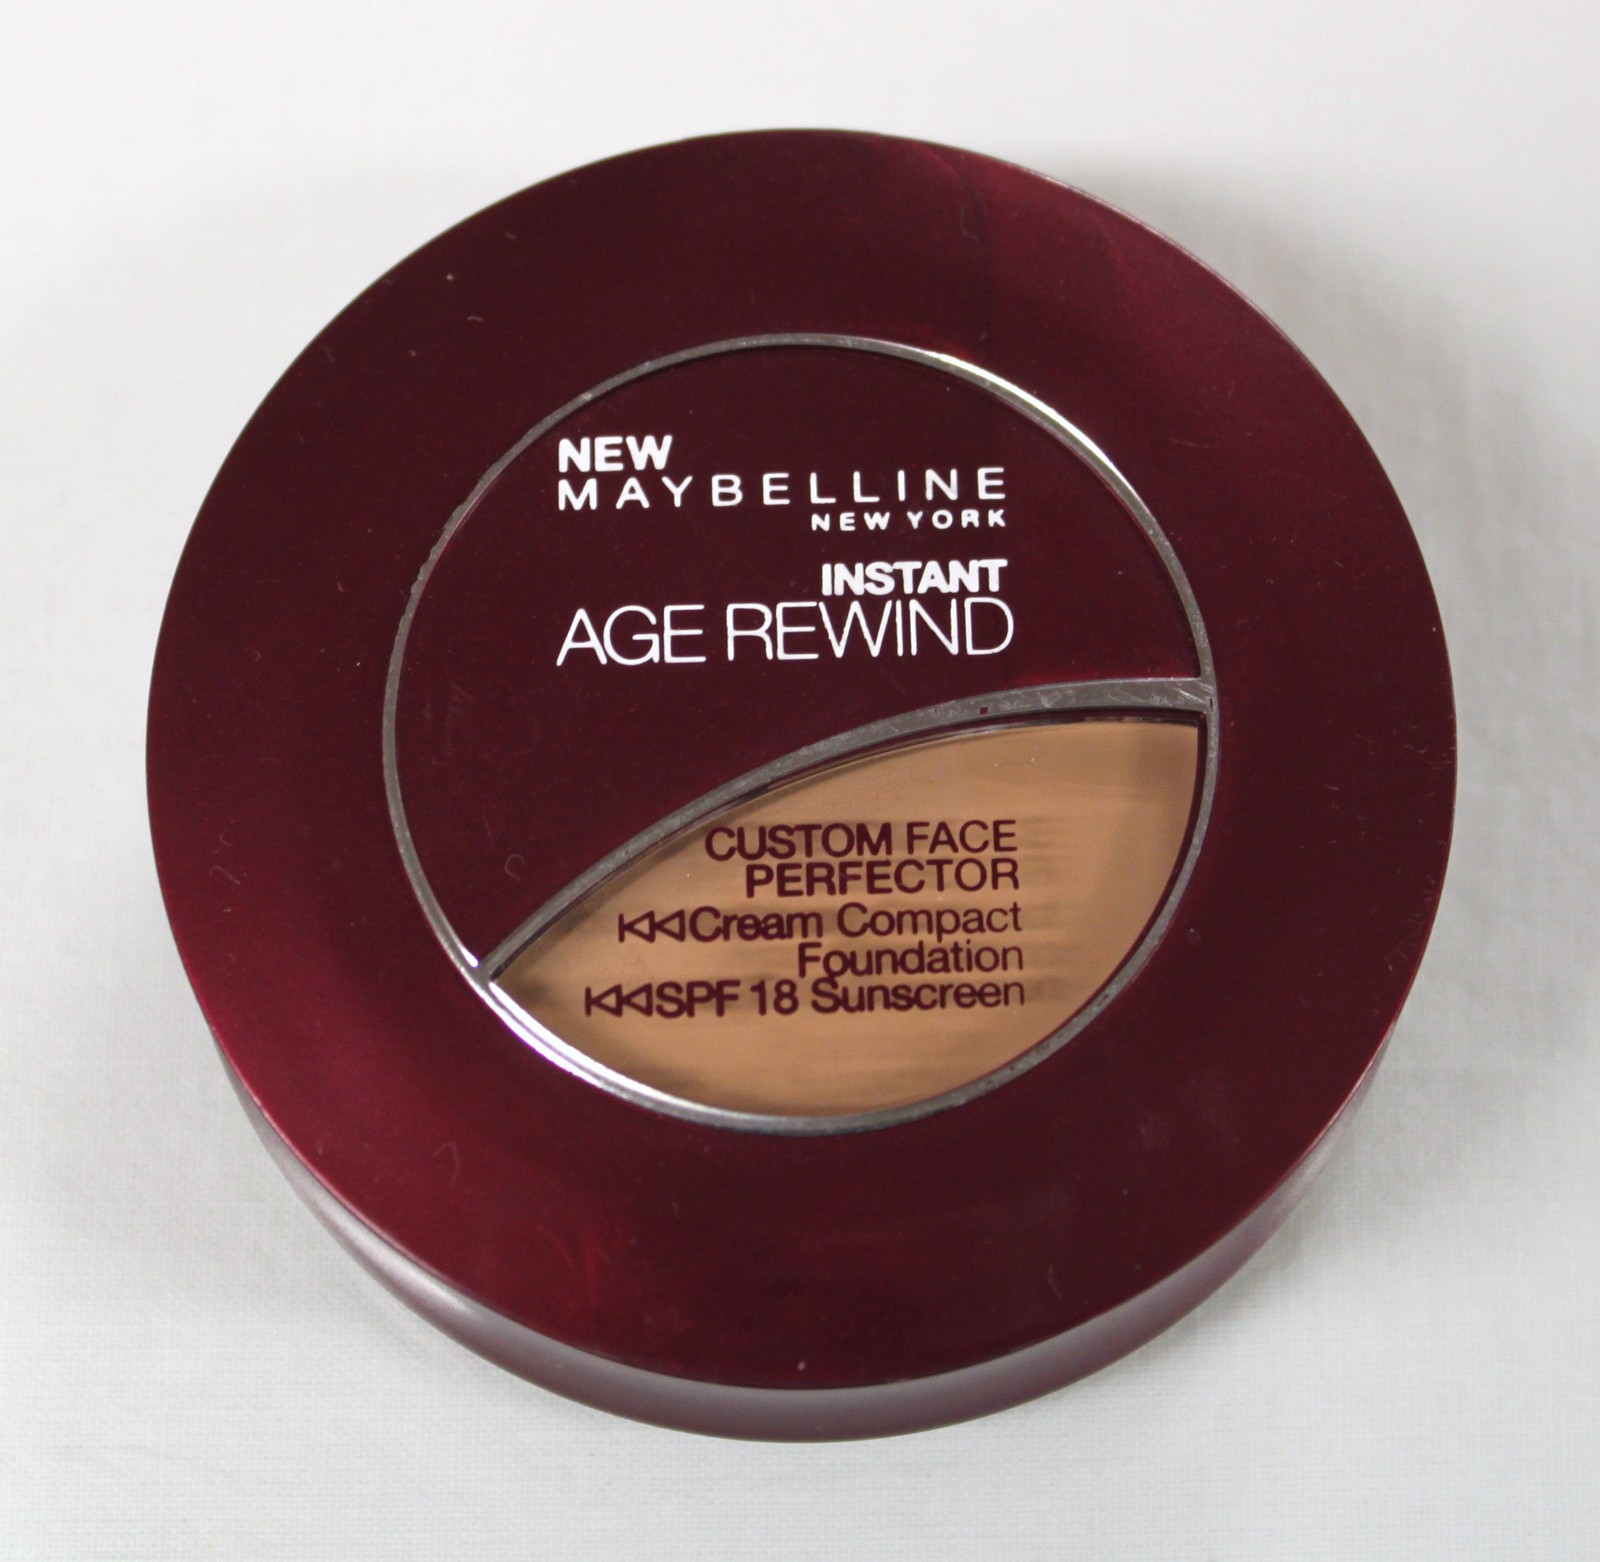 NEW
MAYBELLINE
NEW YORK
INSTANT
AGE REWIND
CUSTOM FACE
PERFECTOR
Cream Compact
Foundation
SPF 18 Sunscreen